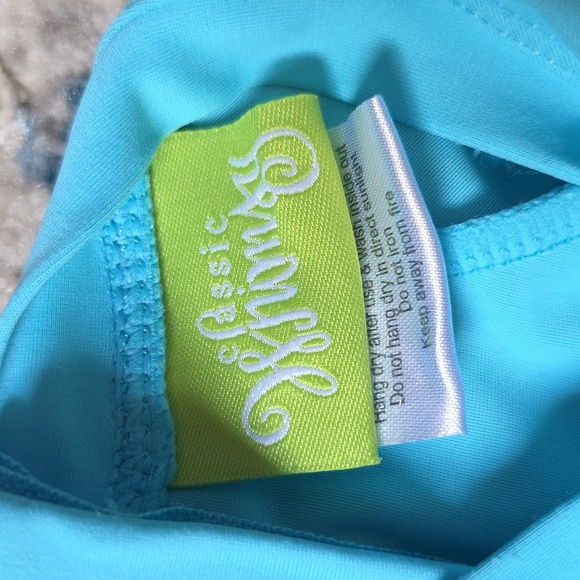 classic
Whimsy
Hang dry after use & wash inside out
Do not hang dry in direct sunlight
Do not iron
Keep away from fire